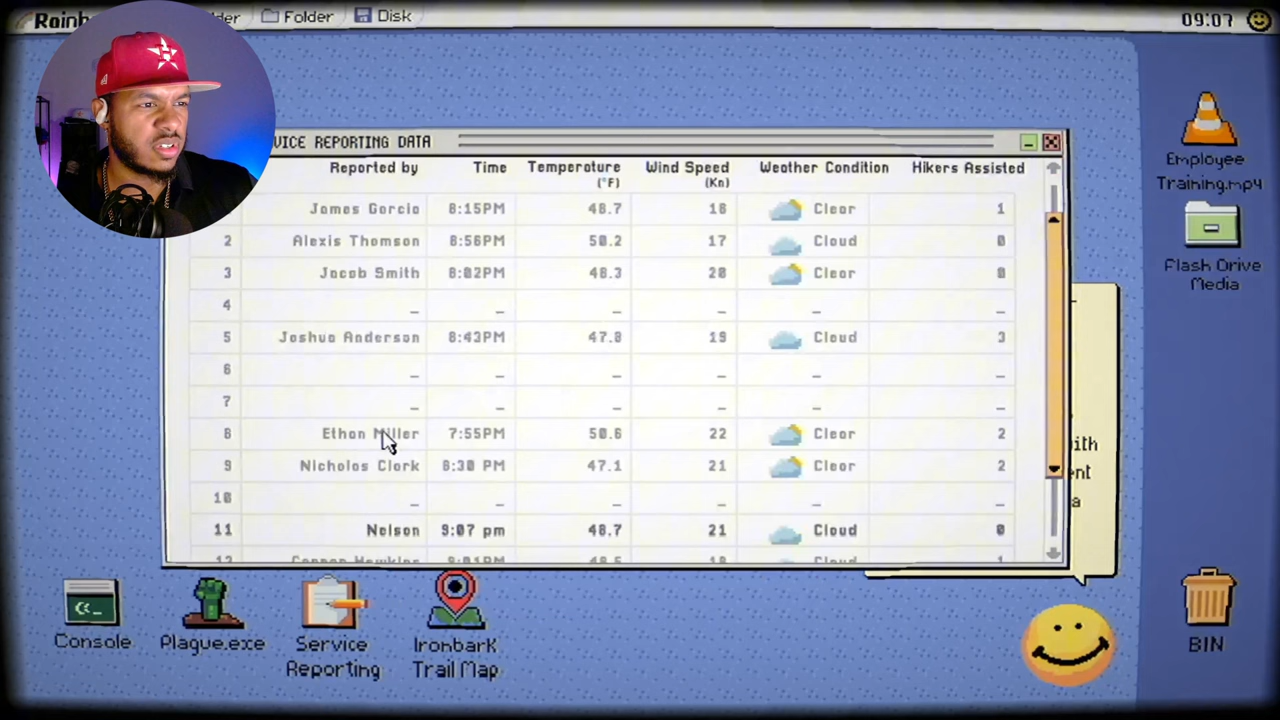 Folder Disk 09:07
VICE REPORTING DATA
Reported by Time Temperature (°F) Wind Speed (Kn) Weather Condition Hikers Assisted
James Garcia 8:15PM 48.7 18 Clear 1
2 Alexis Thomson 8:56PM 50.2 17 Cloud 0
3 Jacob Smith 8:02PM 48.3 20 Clear 0
4 – – – – – –
5 Joshua Anderson 8:43PM 47.8 19 Cloud 3
6 – – – – – –
7 – – – – – –
8 Ethan Miller 7:55PM 50.6 22 Clear 2
9 Nicholas Clark 8:30 PM 47.1 21 Clear 2
10 – – – – – –
11 Nelson 9:07 pm 48.7 21 Cloud 0
Employee
Training.mp4
Flash Drive
Media
Console
Plague.exe
Service
Reporting
Ironbark
Trail Map
BIN